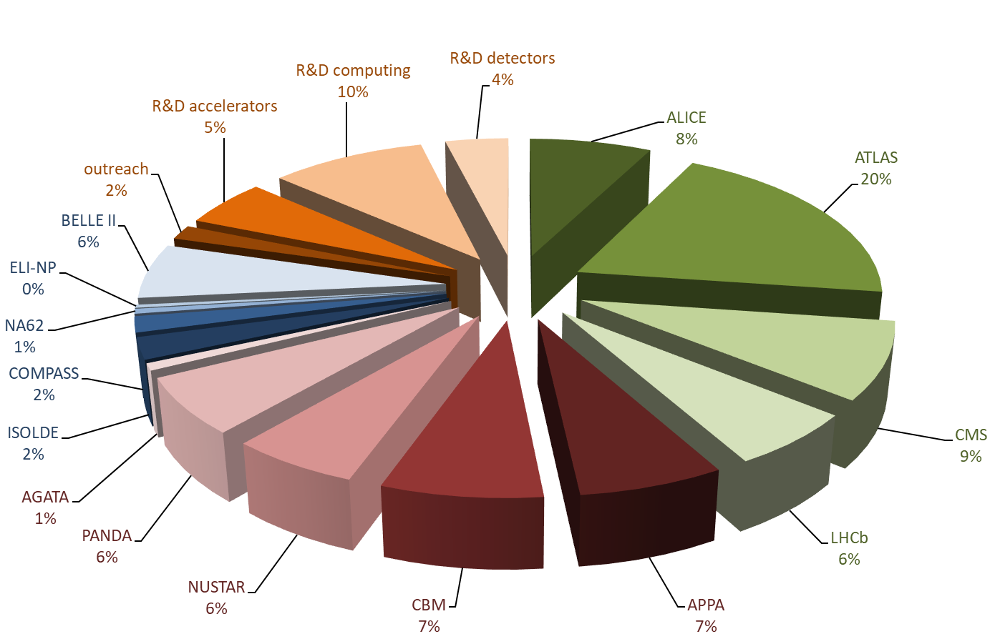 R&D detectors
4%
R&D computing
10%
R&D accelerators
5%
ALICE
8%
ATLAS
20%
outreach
2%
BELLE II
6%
ELI-NP
0%
NA62
1%
COMPASS
2%
ISOLDE
2%
CMS
9%
AGATA
1%
PANDA
6%
LHCb
6%
NUSTAR
6%
CBM
7%
APPA
7%